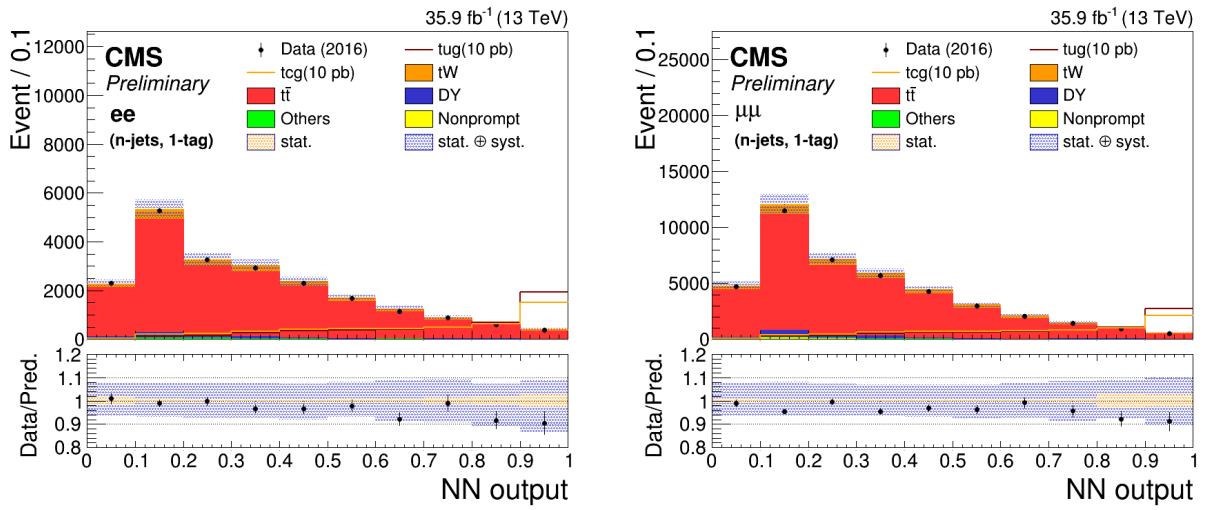 35.9 fb⁻¹ (13 TeV)
Event / 0.1
12000
10000
8000
6000
4000
2000
0
CMS
Preliminary
ee
(n-jets, 1-tag)
Data (2016)
tug(10 pb)
tcg(10 pb)
tW
tt̄
DY
Others
Nonprompt
stat.
stat. ⊕ syst.
Data/Pred.
1.2
1.1
1
0.9
0.8
0 0.1 0.2 0.3 0.4 0.5 0.6 0.7 0.8 0.9 1
NN output
35.9 fb⁻¹ (13 TeV)
Event / 0.1
25000
20000
15000
10000
5000
0
CMS
Preliminary
μμ
(n-jets, 1-tag)
Data (2016)
tug(10 pb)
tcg(10 pb)
tW
tt̄
DY
Others
Nonprompt
stat.
stat. ⊕ syst.
Data/Pred.
1.2
1.1
1
0.9
0.8
0 0.1 0.2 0.3 0.4 0.5 0.6 0.7 0.8 0.9 1
NN output